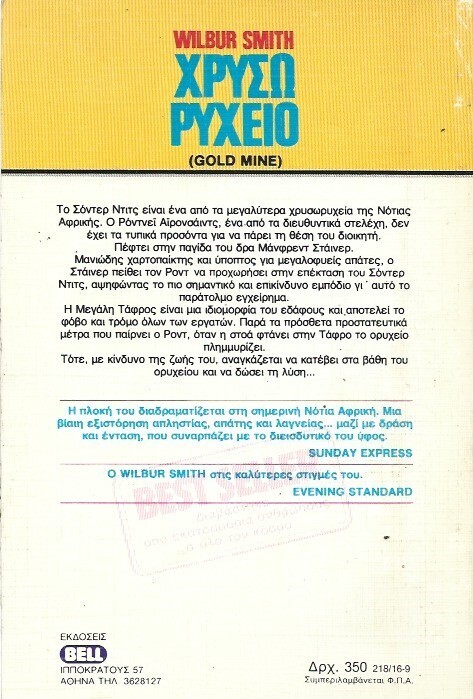 WILBUR SMITH
ΧΡΥΣΩ
ΡΥΧΕΙΟ
(GOLD MINE)
Το Σόντερ Ντιτς είναι ένα από τα μεγαλύτερα χρυσωρυχεία της Νότιας
Αφρικής. Ο Ρόντνεϊ Αϊρονσάιντς, ένα από τα διευθυντικά στελέχη, δεν
έχει τα τυπικά προσόντα για να πάρει τη θέση του διοικητή.
Πέφτει στην παγίδα του δρα Μάνφρεντ Στάινερ.
Μανιώδης χαρτοπαίκτης και ύποπτος για μεγαλοφυείς απάτες, ο
Στάινερ πείθει τον Ροντ να προχωρήσει στην επέκταση του Σόντερ
Ντιτς, αψηφώντας το πιο σημαντικό και επικίνδυνο εμπόδιο γι΄ αυτό το
παράτολμο εγχείρημα.
Η Μεγάλη Τάφρος είναι μια ιδιομορφία του εδάφους και αποτελεί το
φόβο και τρόμο όλων των εργατών. Παρά τα πρόσθετα προστατευτικά
μέτρα που παίρνει ο Ροντ, όταν η στοά φτάνει στην Τάφρο το ορυχείο
πλημμυρίζει.
Τότε, με κίνδυνο της ζωής του, αναγκάζεται να κατέβει στα βάθη του
ορυχείου και να δώσει τη λύση...
Η πλοκή του διαδραματίζεται στη σημερινή Νότια Αφρική. Μια
βίαιη εξιστόρηση απληστίας, απάτης και λαγνείας... μαζί με δράση
και ένταση, που συναρπάζει με το διεισδυτικό του ύφος.
SUNDAY EXPRESS
Ο WILBUR SMITH στις καλύτερες στιγμές του.
EVENING STANDARD
BEST SELLER
σ' όλο τον κόσμο
ΕΚΔΟΣΕΙΣ
BELL
ΙΠΠΟΚΡΑΤΟΥΣ 57
ΑΘΗΝΑ ΤΗΛ 3628127
Δρχ. 350 218/16-9
Συμπεριλαμβάνεται Φ.Π.Α.